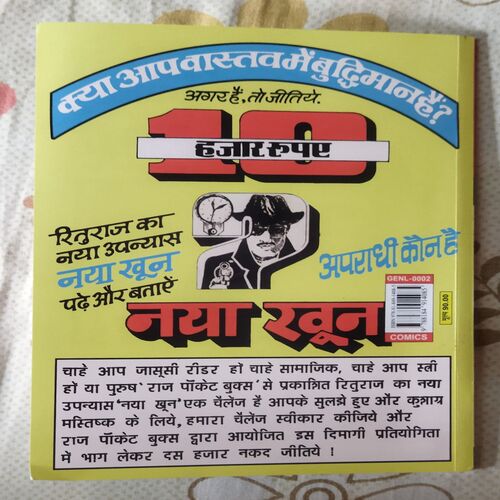 क्या आप वास्तव में बुद्धिमान हैं?
अगर हैं, तो जीतिये.
10
हज़ार रुपए
रितुराज का
नया उपन्यास
नया खून
पढ़े और बताऐं
अपराधी कौन है
नया खून
GENL-0002
COMICS
मूल्य 90.00
चाहे आप जासूसी रीडर हों चाहे सामाजिक, चाहे आप स्त्री
हों या पुरुष राज पॉकेट बुक्स' से प्रकाशित रितुराज का नया
उपन्यास 'नया खून' एक चैलेंज है आपके सुलझे हुए और कुशाग्र
मस्तिष्क के लिये, हमारा चैलेंज स्वीकार कीजिये और
राज पॉकेट बुक्स द्वारा आयोजित इस दिमागी प्रतियोगिता
में भाग लेकर दस हजार नकद जीतिये !